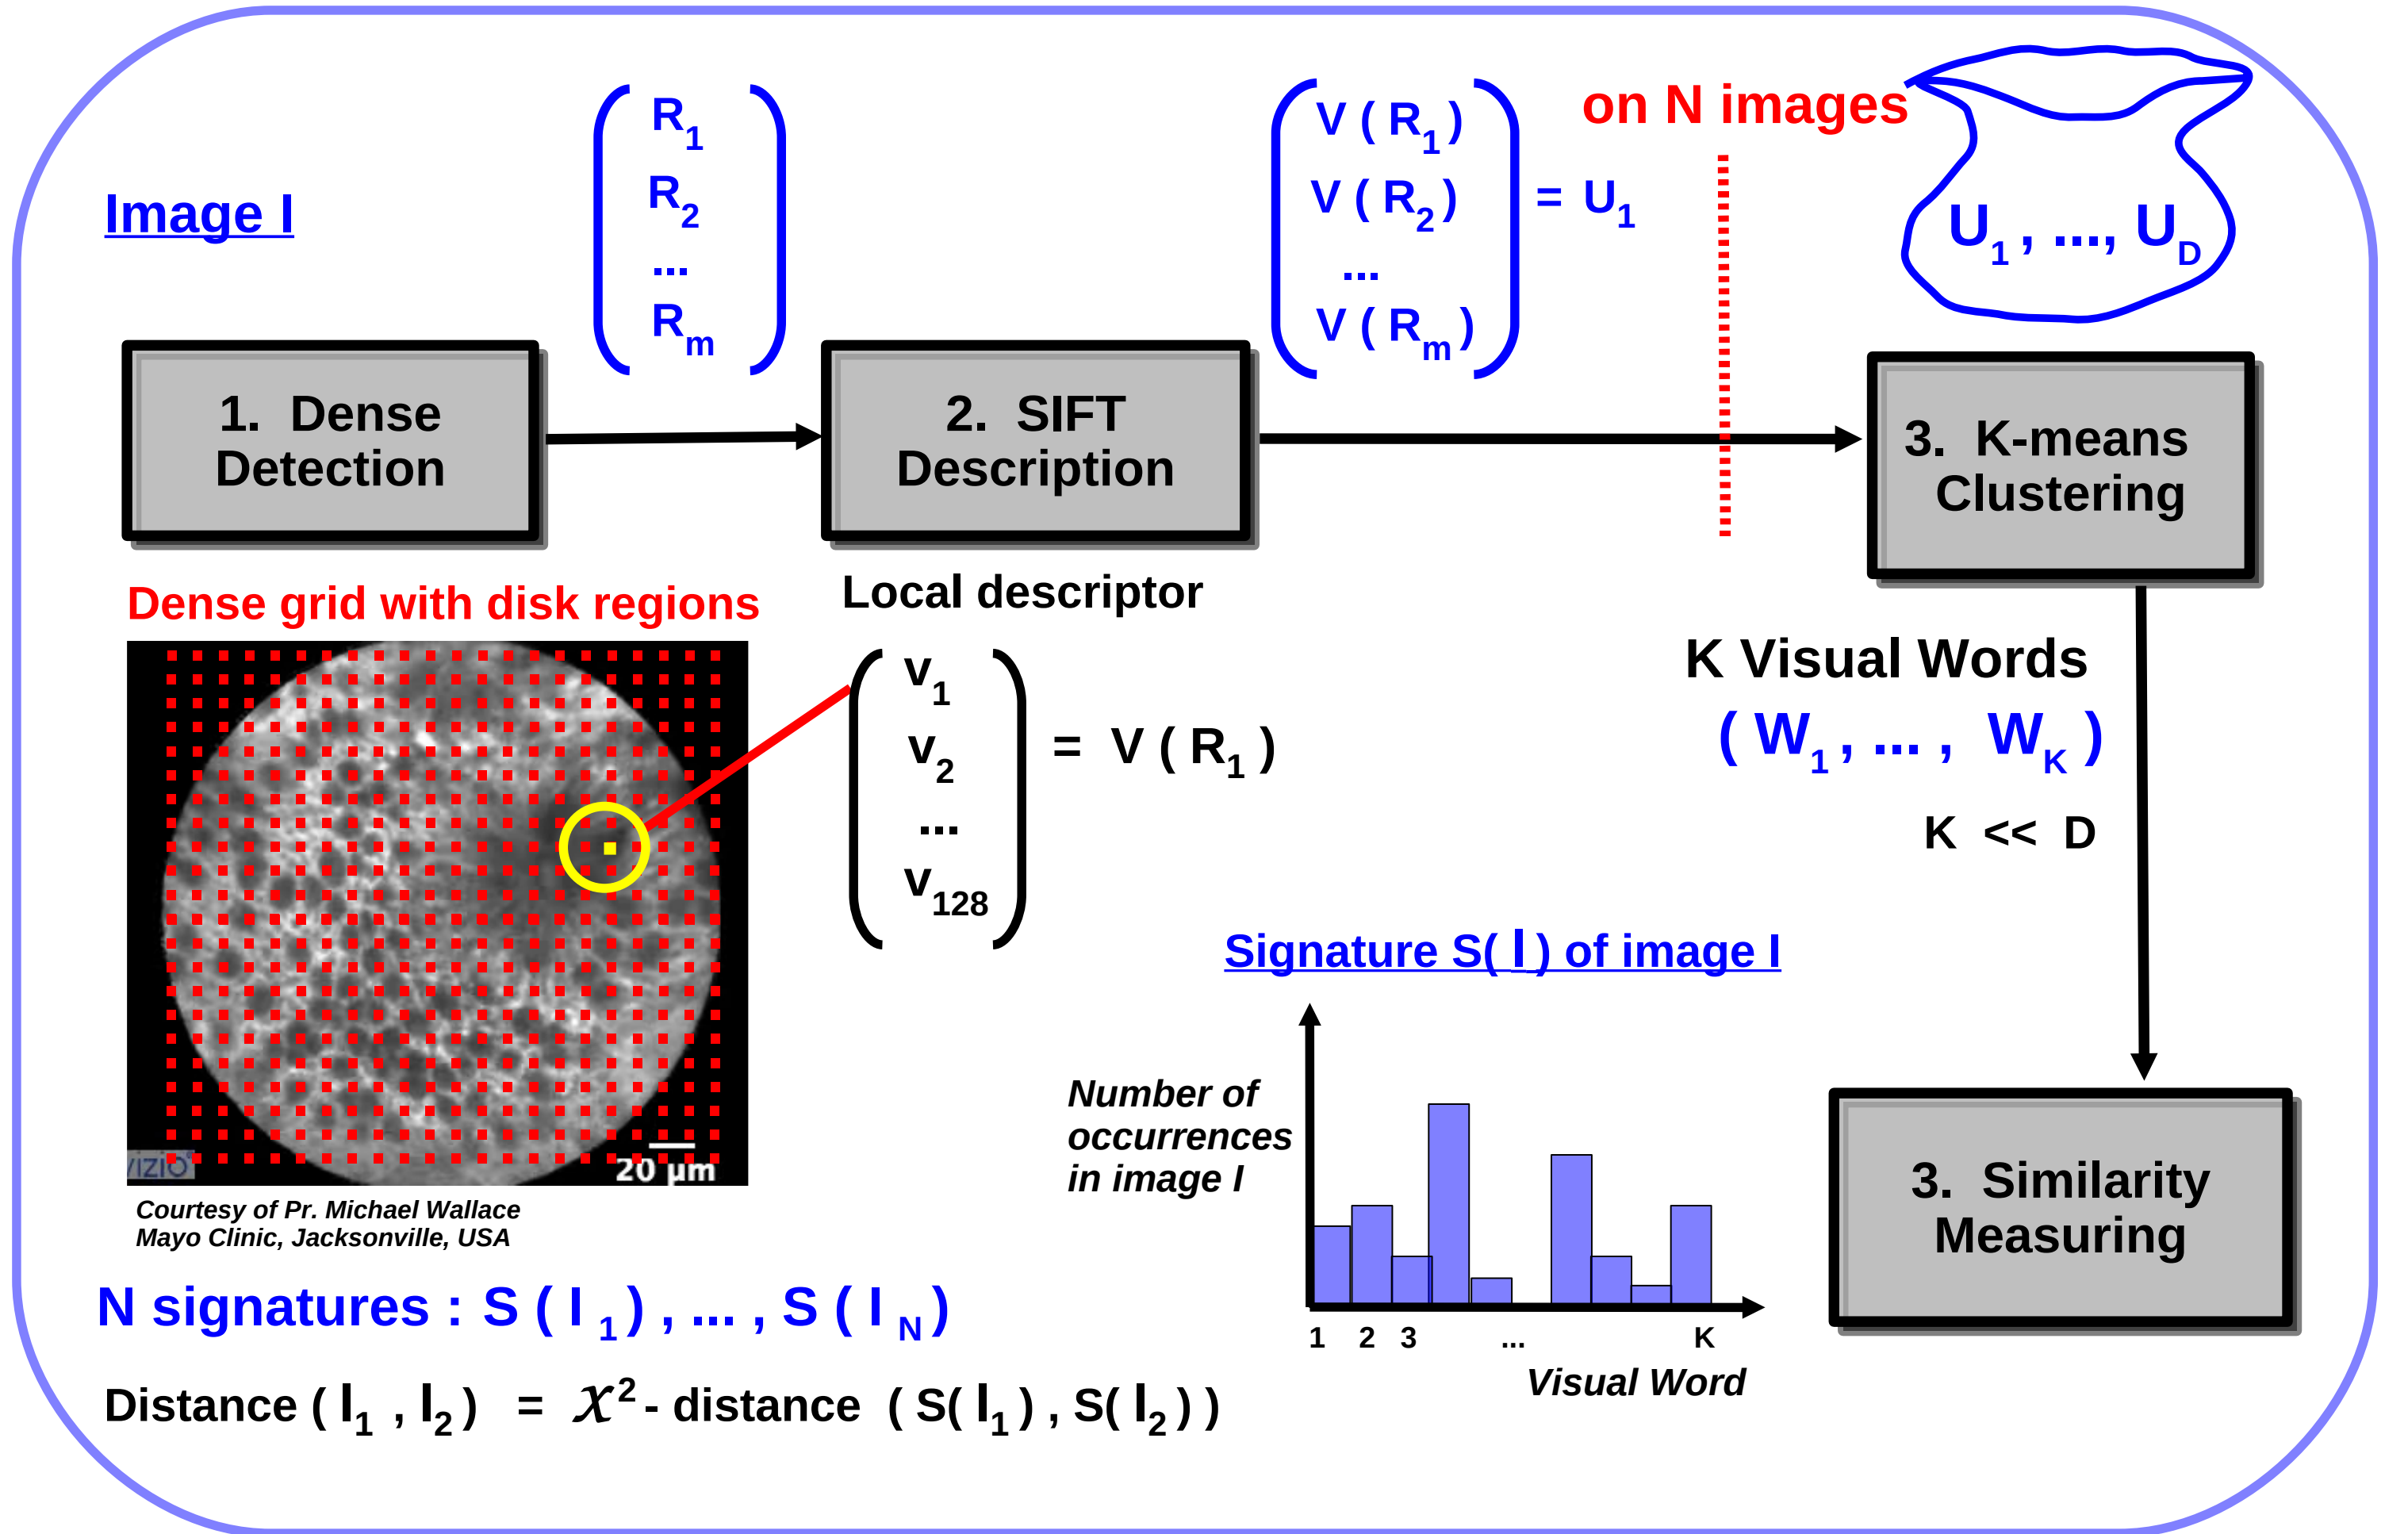 Image I
R1
R2
...
Rm
V ( R1 )
V ( R2 ) = U1
...
V ( Rm )
on N images
U1 , ..., UD
1. Dense
Detection
2. SIFT
Description
3. K-means
Clustering
Dense grid with disk regions
Local descriptor
v1
v2
...
v128
= V ( R1 )
20 µm
Courtesy of Pr. Michael Wallace
Mayo Clinic, Jacksonville, USA
K Visual Words
( W1 , ... , WK )
K << D
Signature S( I ) of image I
Number of
occurrences
in image I
1 2 3 ... K
Visual Word
3. Similarity
Measuring
N signatures : S ( I 1 ) , ... , S ( I N )
Distance ( I1 , I2 ) = χ2 - distance ( S( I1 ) , S( I2 ) )